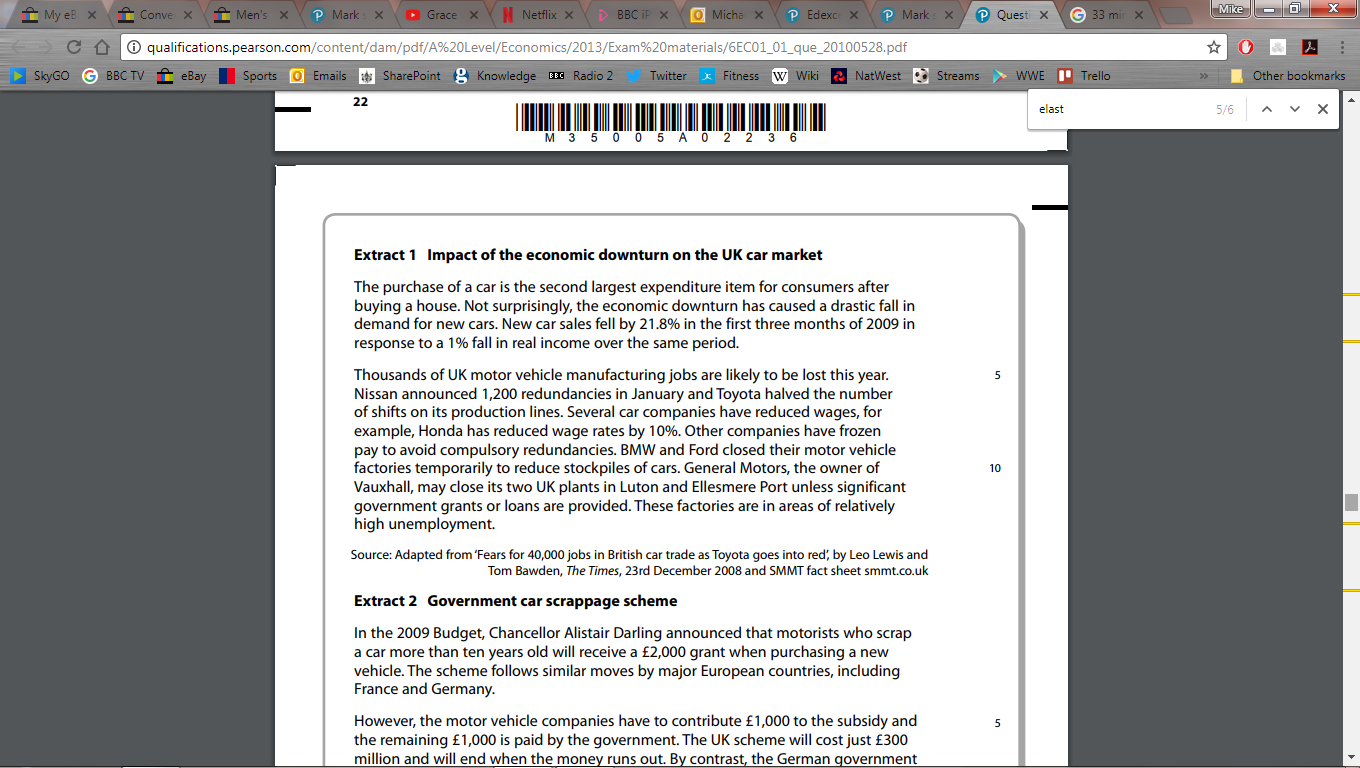 Mike
My eB
Conve
Men's
Mark
Grace
Netflix
BBC iP
Micha
Edexce
Mark
Questi
33 mi
qualifications.pearson.com/content/dam/pdf/A%20Level/Economics/2013/Exam%20materials/6EC01_01_que_20100528.pdf
SkyGO BBC TV eBay Sports Emails SharePoint Knowledge Radio 2 Twitter Fitness Wiki NatWest Streams WWE Trello » Other bookmarks
elast 5/6
22
M 3 5 0 0 5 A 0 2 2 3 6
Extract 1 Impact of the economic downturn on the UK car market
The purchase of a car is the second largest expenditure item for consumers after
buying a house. Not surprisingly, the economic downturn has caused a drastic fall in
demand for new cars. New car sales fell by 21.8% in the first three months of 2009 in
response to a 1% fall in real income over the same period.
Thousands of UK motor vehicle manufacturing jobs are likely to be lost this year. 5
Nissan announced 1,200 redundancies in January and Toyota halved the number
of shifts on its production lines. Several car companies have reduced wages, for
example, Honda has reduced wage rates by 10%. Other companies have frozen
pay to avoid compulsory redundancies. BMW and Ford closed their motor vehicle
factories temporarily to reduce stockpiles of cars. General Motors, the owner of 10
Vauxhall, may close its two UK plants in Luton and Ellesmere Port unless significant
government grants or loans are provided. These factories are in areas of relatively
high unemployment.
Source: Adapted from 'Fears for 40,000 jobs in British car trade as Toyota goes into red', by Leo Lewis and
Tom Bawden, The Times, 23rd December 2008 and SMMT fact sheet smmt.co.uk
Extract 2 Government car scrappage scheme
In the 2009 Budget, Chancellor Alistair Darling announced that motorists who scrap
a car more than ten years old will receive a £2,000 grant when purchasing a new
vehicle. The scheme follows similar moves by major European countries, including
France and Germany.
However, the motor vehicle companies have to contribute £1,000 to the subsidy and 5
the remaining £1,000 is paid by the government. The UK scheme will cost just £300
million and will end when the money runs out. By contrast, the German government